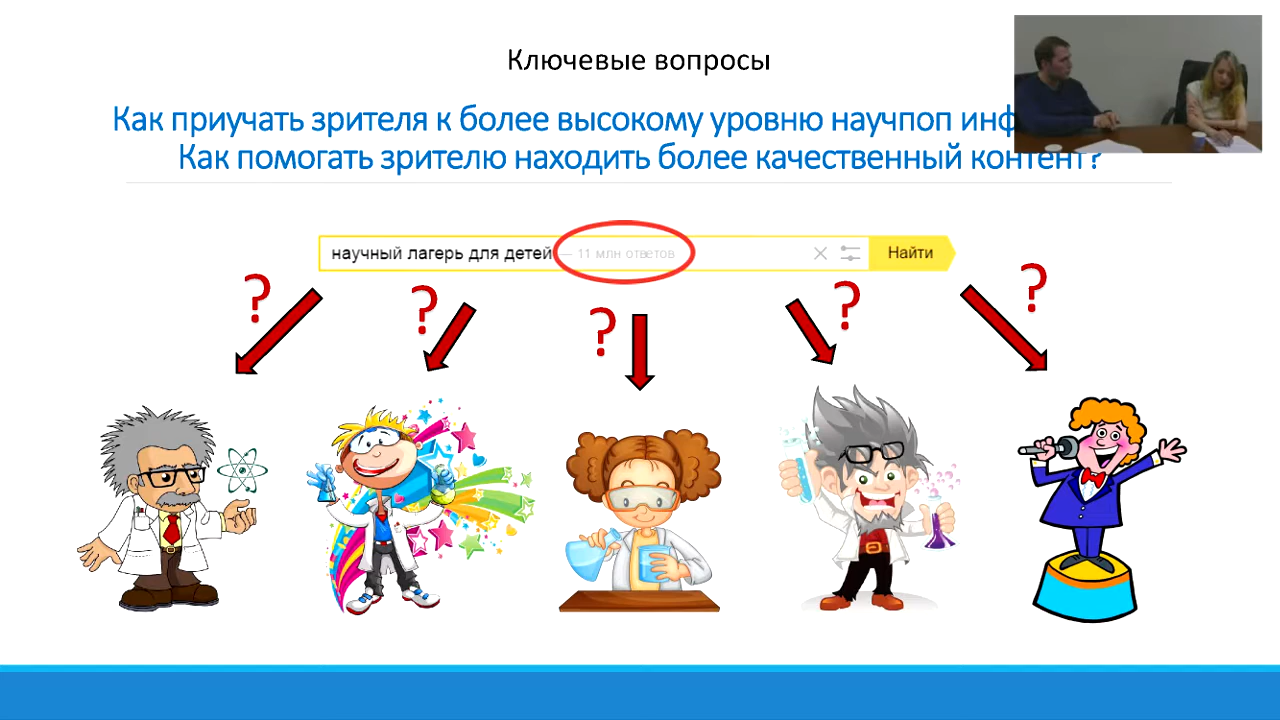 Ключевые вопросы
Как приучать зрителя к более высокому уровню научпоп
Как помогать зрителю находить более качественный контент?
научный лагерь для детей — 11 млн ответов Найти
? ? ? ? ?